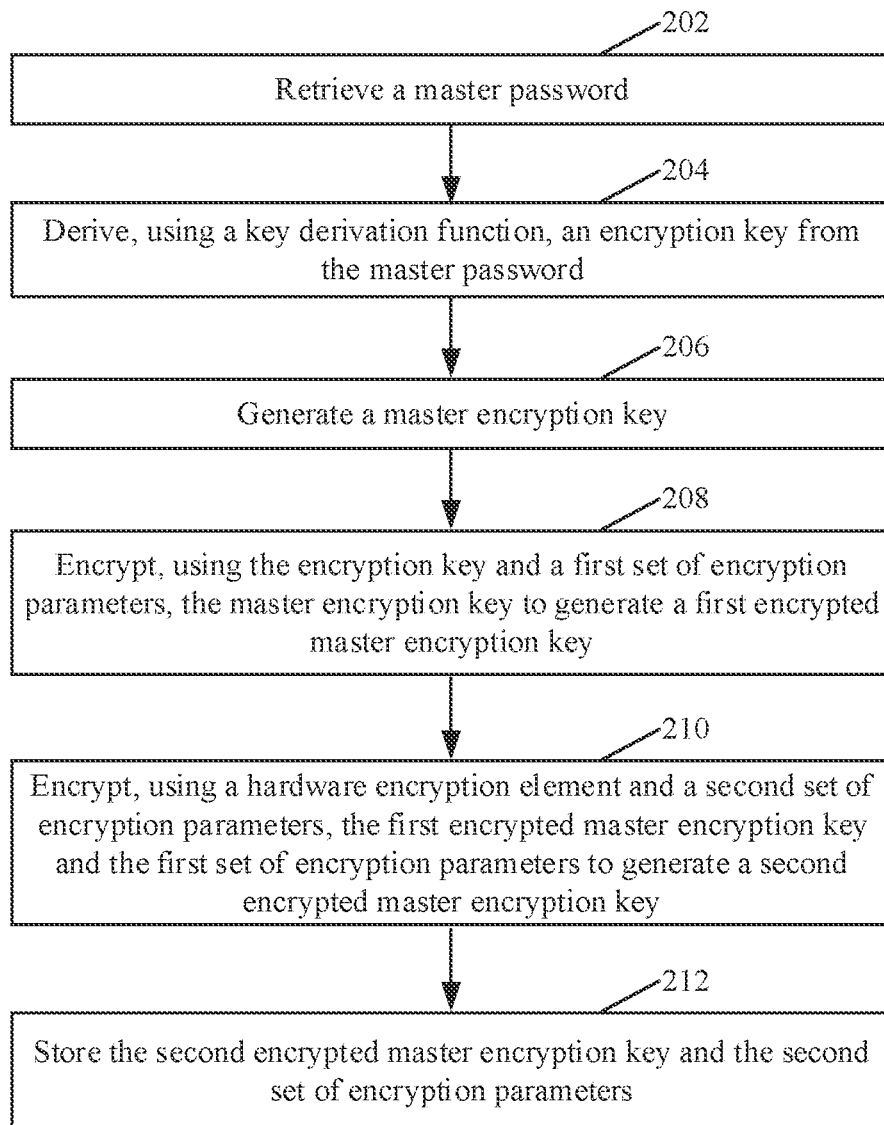 202
Retrieve a master password
204
Derive, using a key derivation function, an encryption key from
the master password
206
Generate a master encryption key
208
Encrypt, using the encryption key and a first set of encryption
parameters, the master encryption key to generate a first encrypted
master encryption key
210
Encrypt, using a hardware encryption element and a second set of
encryption parameters, the first encrypted master encryption key
and the first set of encryption parameters to generate a second
encrypted master encryption key
212
Store the second encrypted master encryption key and the second
set of encryption parameters